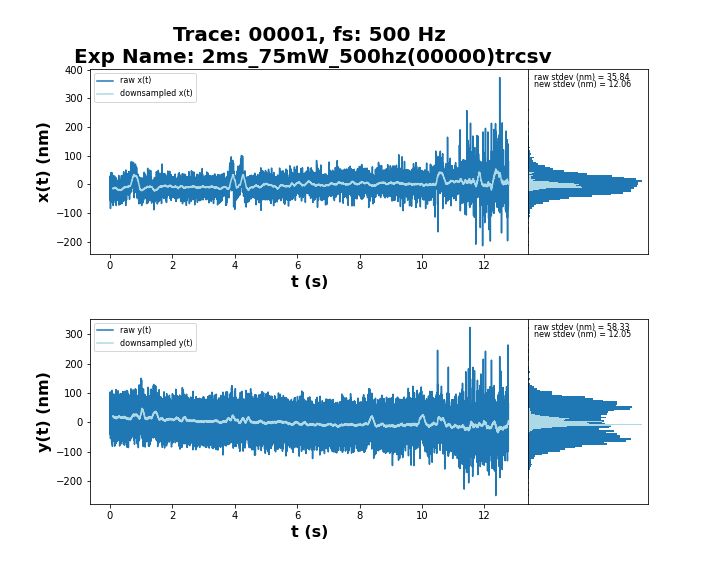 Trace: 00001, fs: 500 Hz
Exp Name: 2ms_75mW_500hz(00000)trcsv
400
300
200
100
0
−100
−200
x(t) (nm)
raw x(t)
downsampled x(t)
raw stdev (nm) = 35.84
new stdev (nm) = 12.06
0 2 4 6 8 10 12
t (s)
300
200
100
0
−100
−200
y(t) (nm)
raw y(t)
downsampled y(t)
raw stdev (nm) = 58.33
new stdev (nm) = 12.05
0 2 4 6 8 10 12
t (s)